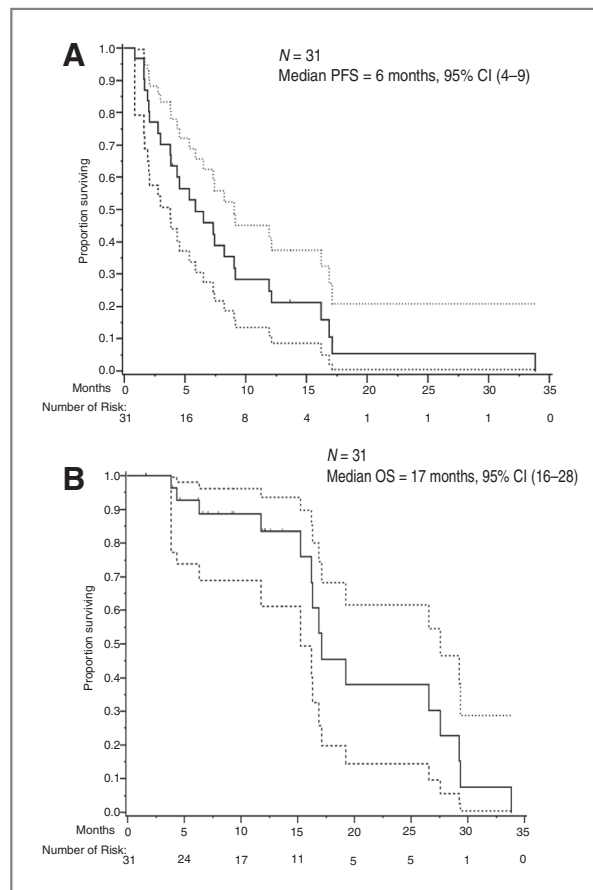 A
N = 31
Median PFS = 6 months, 95% CI (4–9)
Proportion surviving
1.0
0.9
0.8
0.7
0.6
0.5
0.4
0.3
0.2
0.1
0.0
Months 0 5 10 15 20 25 30 35
Number of Risk:
31 16 8 4 1 1 1 0
B
N = 31
Median OS = 17 months, 95% CI (16–28)
Proportion surviving
1.0
0.9
0.8
0.7
0.6
0.5
0.4
0.3
0.2
0.1
0.0
Months 0 5 10 15 20 25 30 35
Number of Risk:
31 24 17 11 5 5 1 0